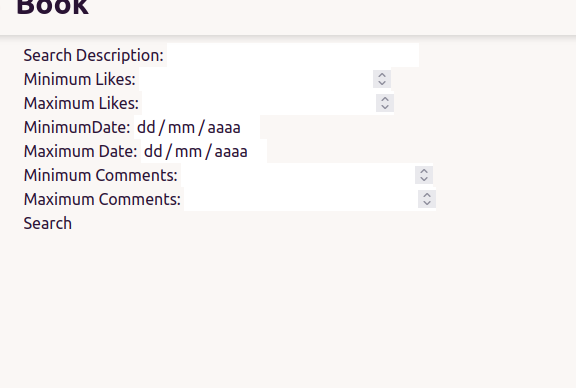 Book
Search Description:
Minimum Likes:
Maximum Likes:
MinimumDate: dd/mm/aaaa
Maximum Date: dd/mm/aaaa
Minimum Comments:
Maximum Comments:
Search